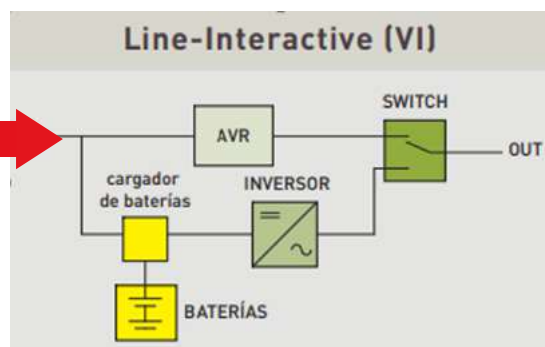 Line-Interactive (VI)
SWITCH
AVR
OUT
cargador
de baterías
INVERSOR
BATERÍAS